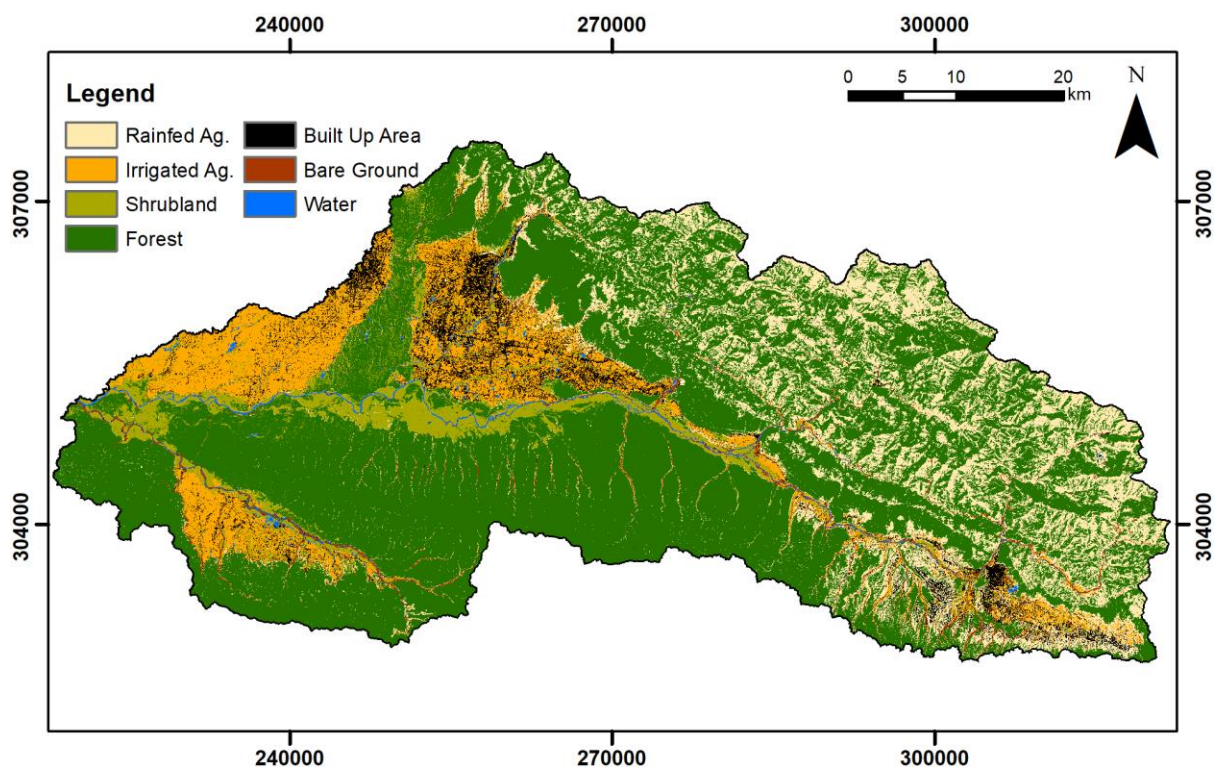 240000 270000 300000
Legend
Rainfed Ag. Built Up Area
Irrigated Ag. Bare Ground
Shrubland Water
Forest
0 5 10 20
km
N
307000 307000
304000 304000
240000 270000 300000